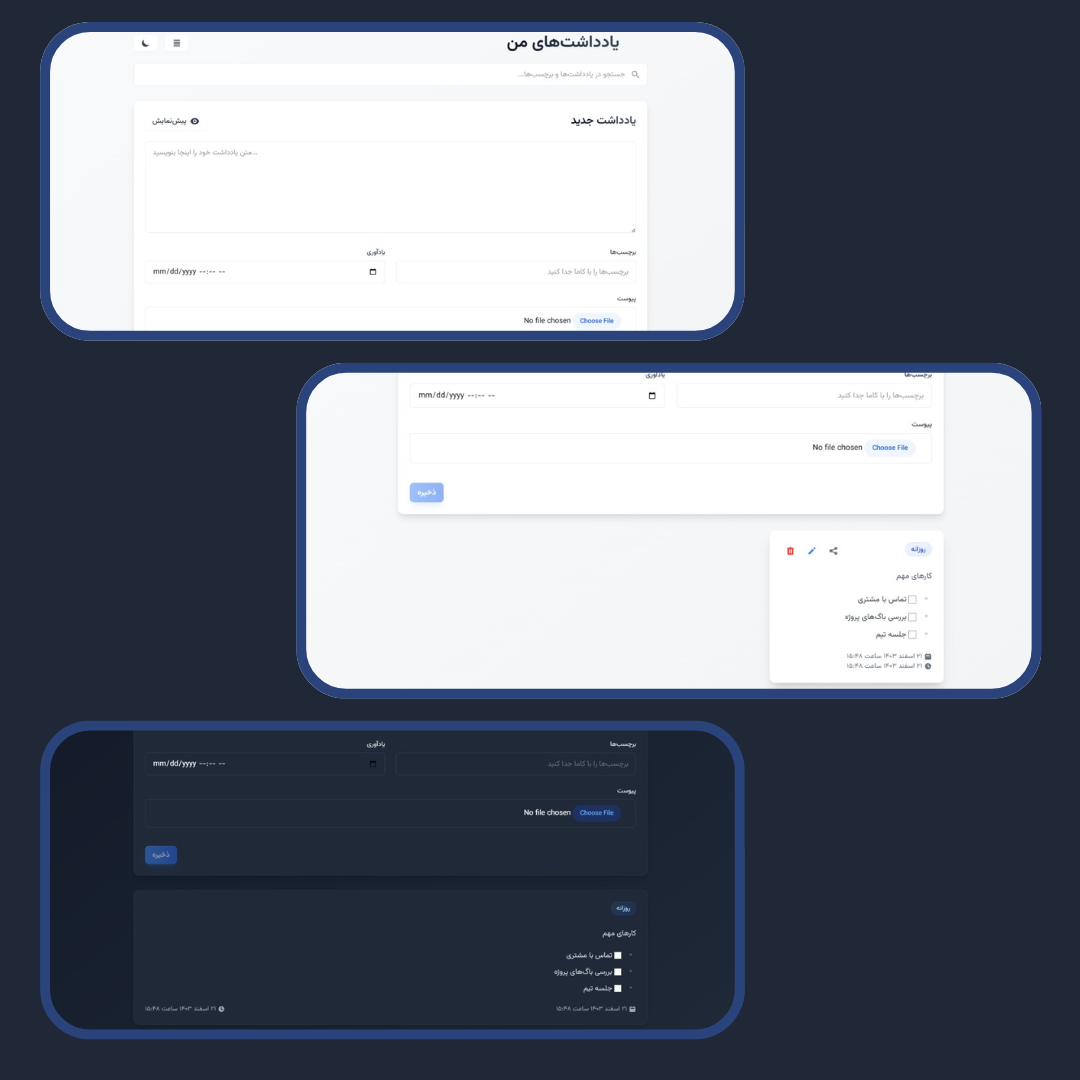 یادداشت‌های من
جستجو در یادداشت‌ها و برچسب‌ها...
یادداشت جدید
پیش‌نمایش
متن یادداشت خود را اینجا بنویسید...
برچسب‌ها
یادآوری
برچسب‌ها را با کاما جدا کنید
mm/dd/yyyy --:-- --
پیوست
Choose File No file chosen
برچسب‌ها
یادآوری
برچسب‌ها را با کاما جدا کنید
mm/dd/yyyy --:-- --
پیوست
Choose File No file chosen
ذخیره
روزانه
کارهای مهم
تماس با مشتری
بررسی باگ‌های پروژه
جلسه تیم
۲۱ اسفند ۱۴۰۳ ساعت ۱۵:۴۸
۲۱ اسفند ۱۴۰۳ ساعت ۱۵:۴۸
برچسب‌ها
یادآوری
برچسب‌ها را با کاما جدا کنید
mm/dd/yyyy --:-- --
پیوست
Choose File No file chosen
ذخیره
روزانه
کارهای مهم
تماس با مشتری
بررسی باگ‌های پروژه
جلسه تیم
۲۱ اسفند ۱۴۰۳ ساعت ۱۵:۴۸
۲۱ اسفند ۱۴۰۳ ساعت ۱۵:۴۸